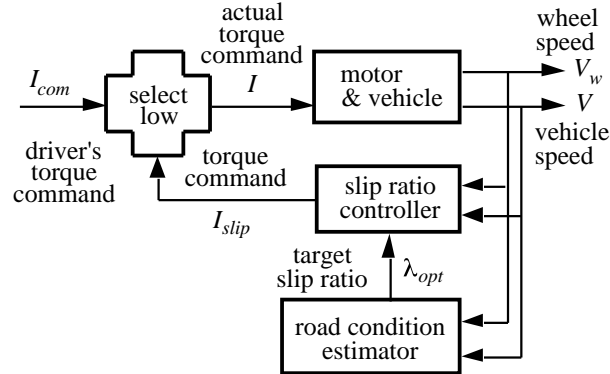 actual
torque
command
I
wheel
speed
V_w
V
vehicle
speed
I_com
select
low
motor
& vehicle
driver's
torque
command
torque
command
I_slip
slip ratio
controller
target
slip ratio
λ_opt
road condition
estimator